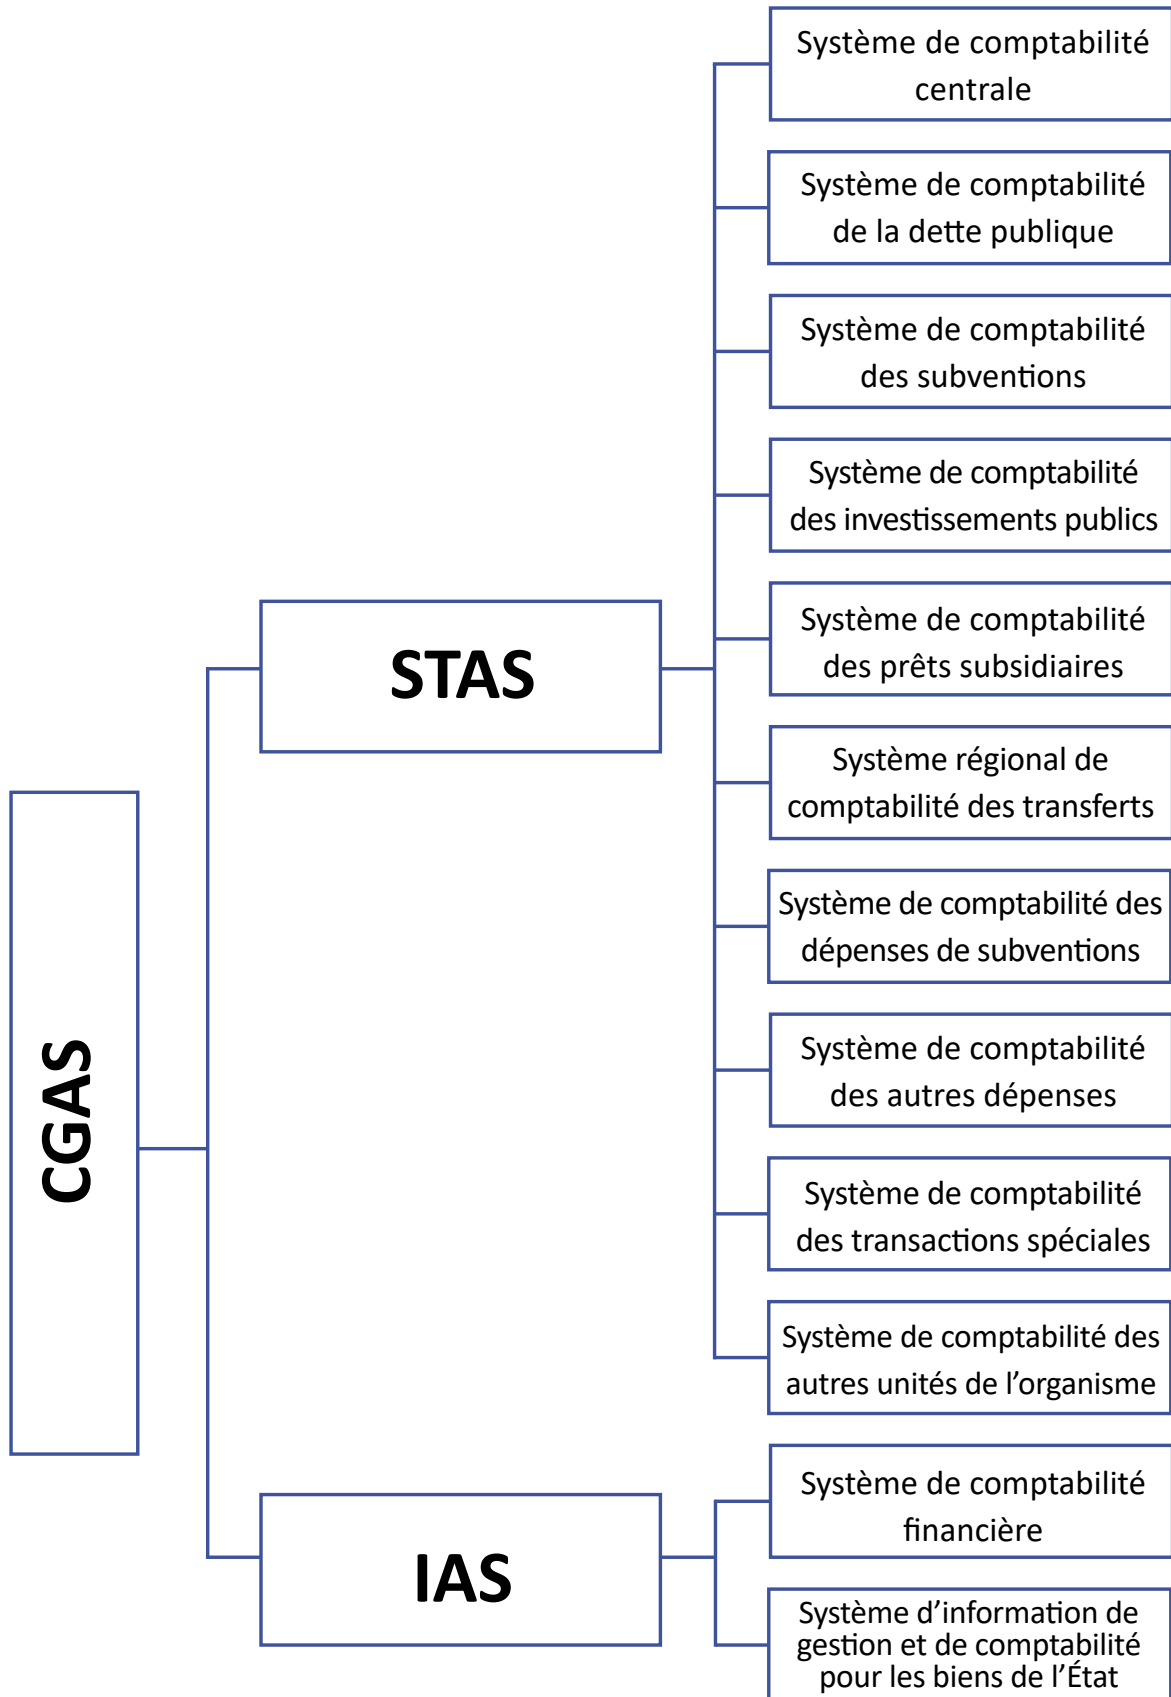 CGAS
STAS
Système de comptabilité
centrale
Système de comptabilité
de la dette publique
Système de comptabilité
des subventions
Système de comptabilité
des investissements publics
Système de comptabilité
des prêts subsidiaires
Système régional de
comptabilité des transferts
Système de comptabilité des
dépenses de subventions
Système de comptabilité
des autres dépenses
Système de comptabilité
des transactions spéciales
Système de comptabilité des
autres unités de l’organisme
IAS
Système de comptabilité
financière
Système d’information de
gestion et de comptabilité
pour les biens de l’État